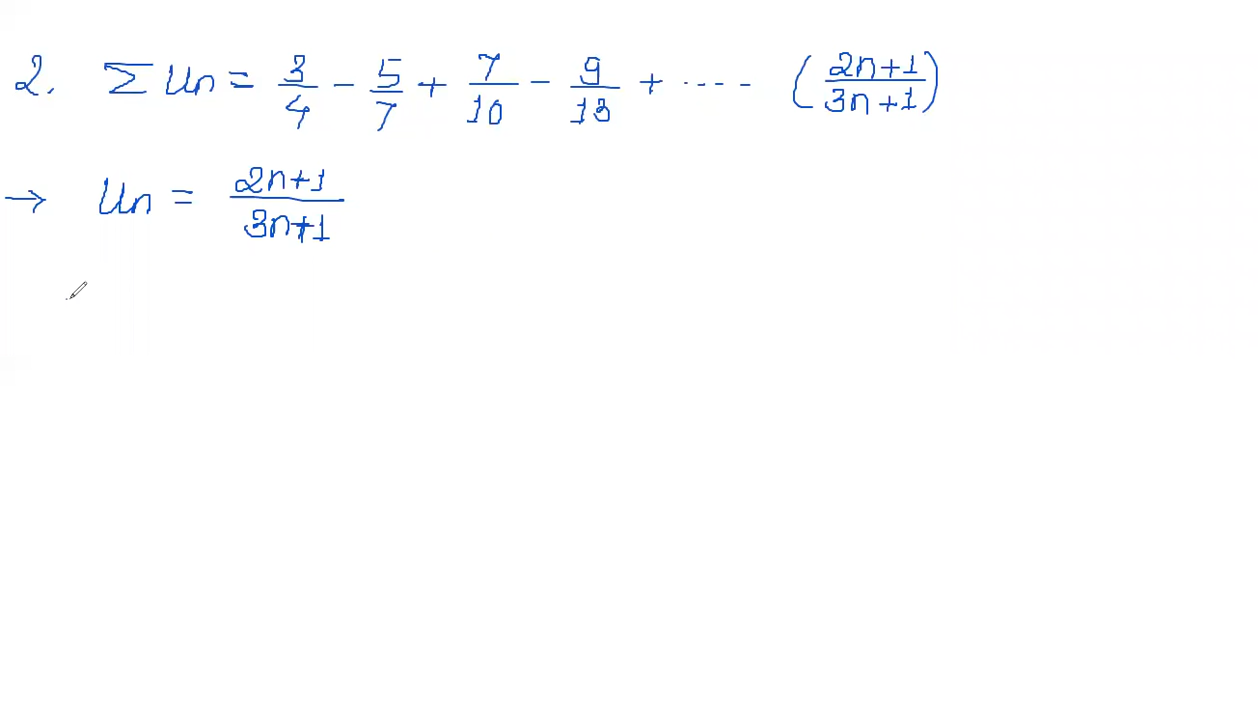 2. ∑ Un = 3/4 - 5/7 + 7/10 - 9/13 + ---- (2n+1/3n+1)
→ Un = 2n+1/3n+1